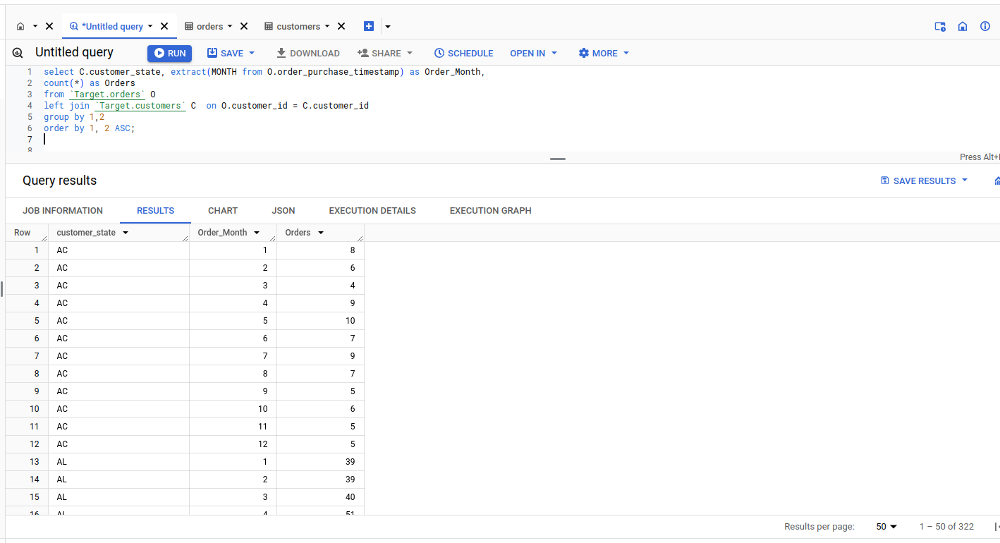 *Untitled query orders customers
Untitled query RUN SAVE DOWNLOAD SHARE SCHEDULE OPEN IN MORE
1 select C.customer_state, extract(MONTH from O.order_purchase_timestamp) as Order_Month,
2 count(*) as Orders
3 from `Target.orders` O
4 left join `Target.customers` C  on O.customer_id = C.customer_id
5 group by 1,2
6 order by 1, 2 ASC;
7
8
Press Alt+
Query results SAVE RESULTS
JOB INFORMATION RESULTS CHART JSON EXECUTION DETAILS EXECUTION GRAPH
Row customer_state Order_Month Orders
1 AC 1 8
2 AC 2 6
3 AC 3 4
4 AC 4 9
5 AC 5 10
6 AC 6 7
7 AC 7 9
8 AC 8 7
9 AC 9 5
10 AC 10 6
11 AC 11 5
12 AC 12 5
13 AL 1 39
14 AL 2 39
15 AL 3 40
16 AL 4 51
Results per page: 50 1 – 50 of 322